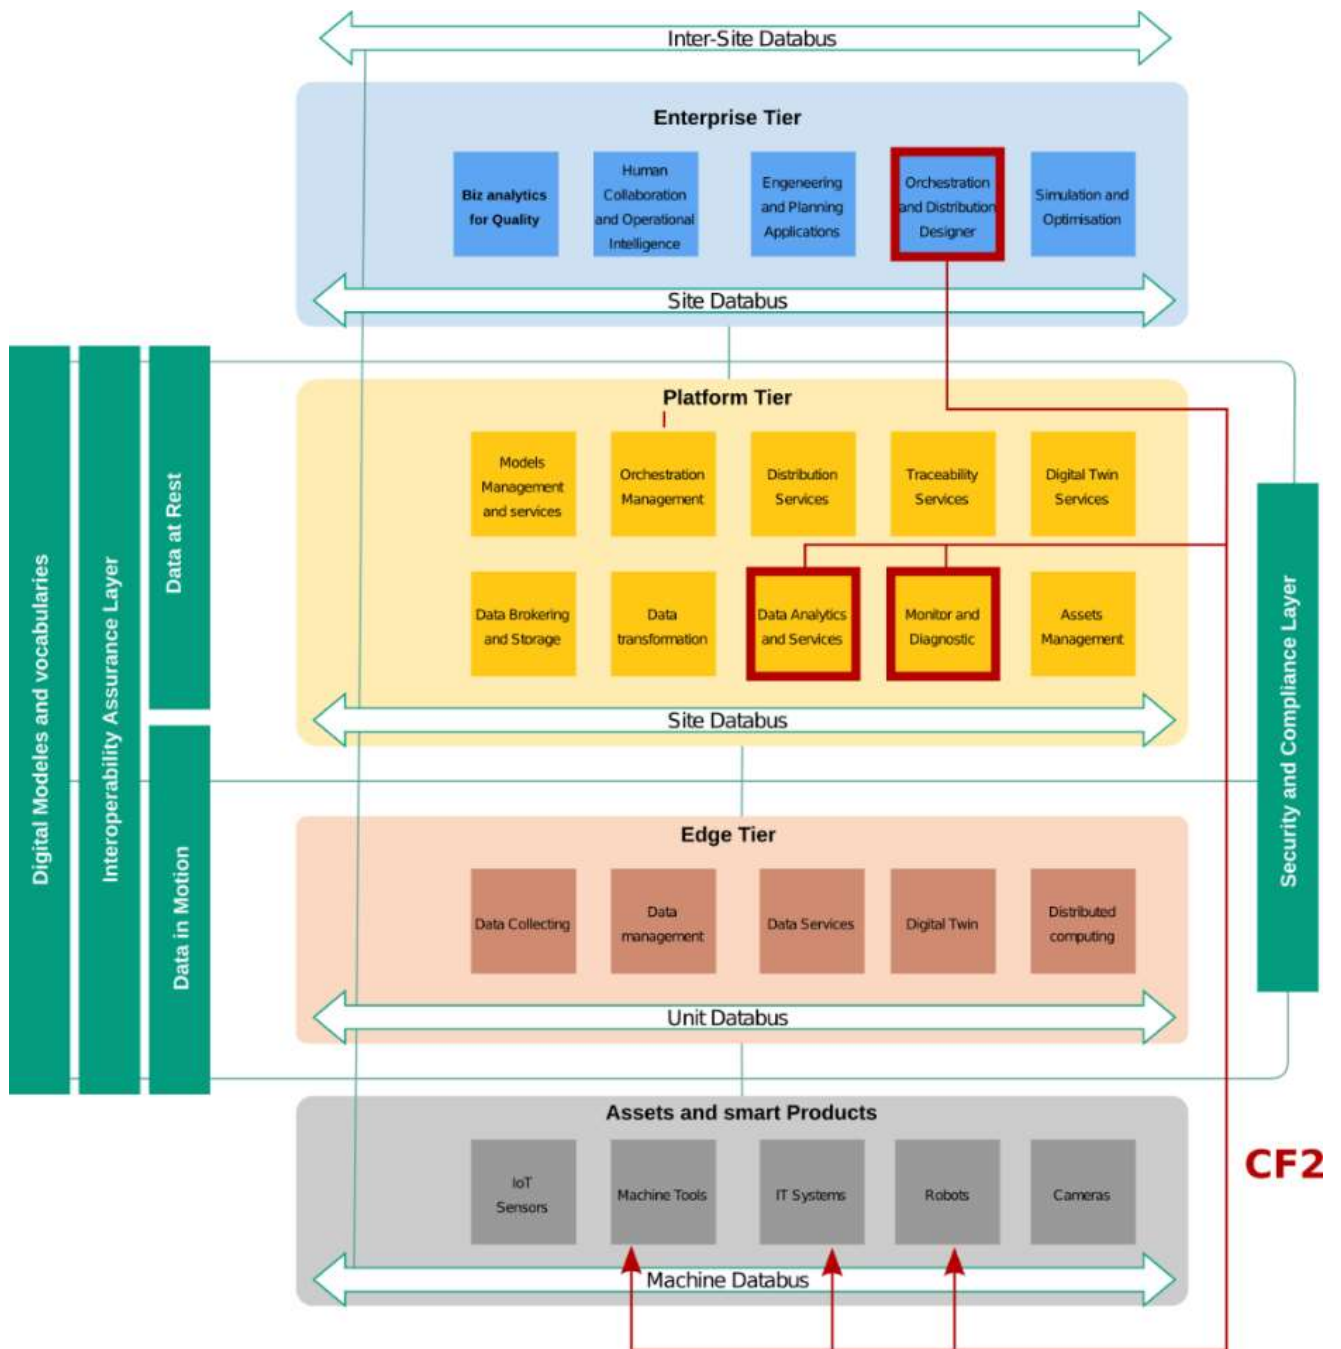 Inter-Site Databus
Enterprise Tier
Biz analytics
for Quality
Human
Collaboration
and Operational
Intelligence
Engeneering
and Planning
Applications
Orchestration
and Distribution
Designer
Simulation and
Optimisation
Site Databus
Digital Modeles and vocabularies
Interoperability Assurance Layer
Data at Rest
Data in Motion
Platform Tier
Models
Management
and services
Orchestration
Management
Distribution
Services
Traceability
Services
Digital Twin
Services
Data Brokering
and Storage
Data
transformation
Data Analytics
and Services
Monitor and
Diagnostic
Assets
Management
Site Databus
Security and Compliance Layer
Edge Tier
Data Collecting
Data
management
Data Services
Digital Twin
Distributed
computing
Unit Databus
Assets and smart Products
IoT
Sensors
Machine Tools
IT Systems
Robots
Cameras
CF2
Machine Databus